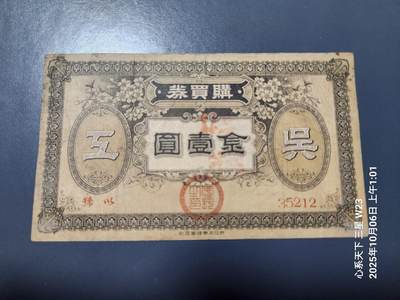 購買券
金壹圓
吳
工
35212
心系天下 三星 W23
2025年10月06日 上午1:01